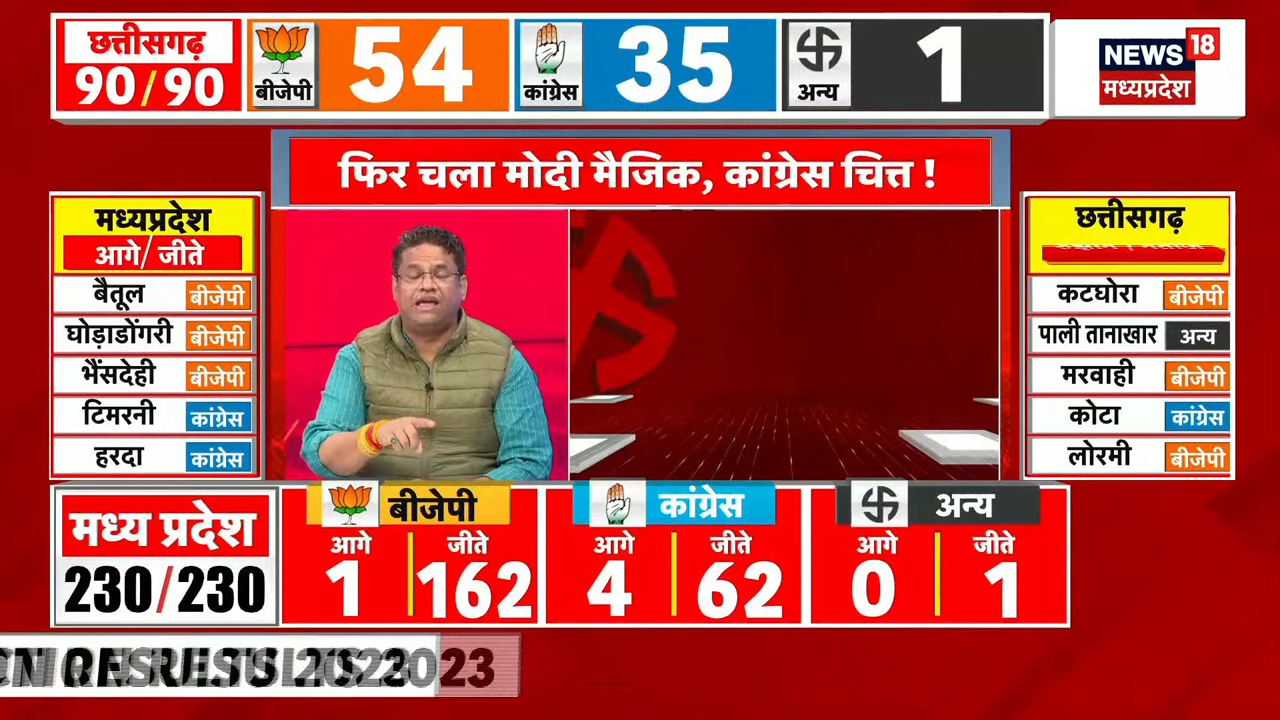 छत्तीसगढ़
90/90
बीजेपी
54
कांग्रेस
35
अन्य
1
NEWS 18
मध्यप्रदेश
फिर चला मोदी मैजिक, कांग्रेस चित्त !
मध्यप्रदेश
आगे/ जीते
बैतूल बीजेपी
घोड़ाडोंगरी बीजेपी
भैंसदेही बीजेपी
टिमरनी कांग्रेस
हरदा कांग्रेस
छत्तीसगढ़
कटघोरा बीजेपी
पाली तानाखार अन्य
मरवाही बीजेपी
कोटा कांग्रेस
लोरमी बीजेपी
मध्य प्रदेश
230/230
बीजेपी
आगे जीते
1 162
कांग्रेस
आगे जीते
4 62
अन्य
आगे जीते
0 1
2023